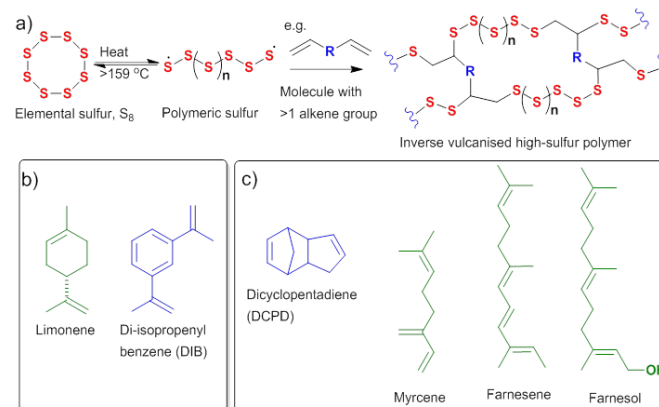 a)
S S S S S S S S
Heat
>159 °C
S S ( S S ) n S S S
e.g.
R
Molecule with
>1 alkene group
Elemental sulfur, S8
Polymeric sulfur
S S S ( S S ) n S S S S
R
R
S S S S ( S S ) n S S S
Inverse vulcanised high-sulfur polymer
b)
Limonene
Di-isopropenyl
benzene (DIB)
c)
Dicyclopentadiene
(DCPD)
Myrcene
Farnesene
Farnesol
OH